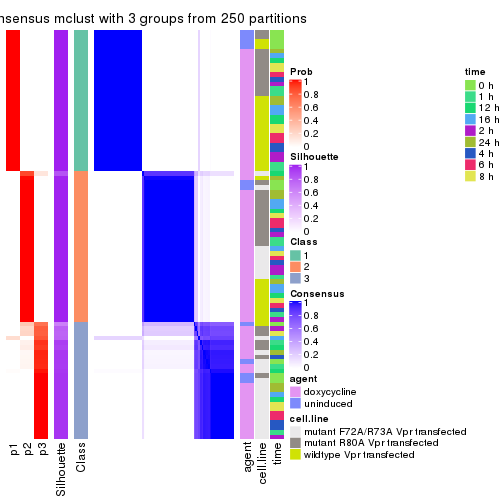 nsensus mclust with 3 groups from 250 partitions
Prob
1
0.8
0.6
0.4
0.2
0
Silhouette
1
0.8
0.6
0.4
0.2
0
Class
1
2
3
Consensus
1
0.8
0.6
0.4
0.2
0
agent
doxycycline
uninduced
cell.line
mutant F72A/R73A Vpr transfected
mutant R80A Vpr transfected
wildtype Vpr transfected
time
0 h
1 h
12 h
16 h
2 h
24 h
4 h
6 h
8 h
p1
p2
p3
Silhouette
Class
agent
cell.line
time